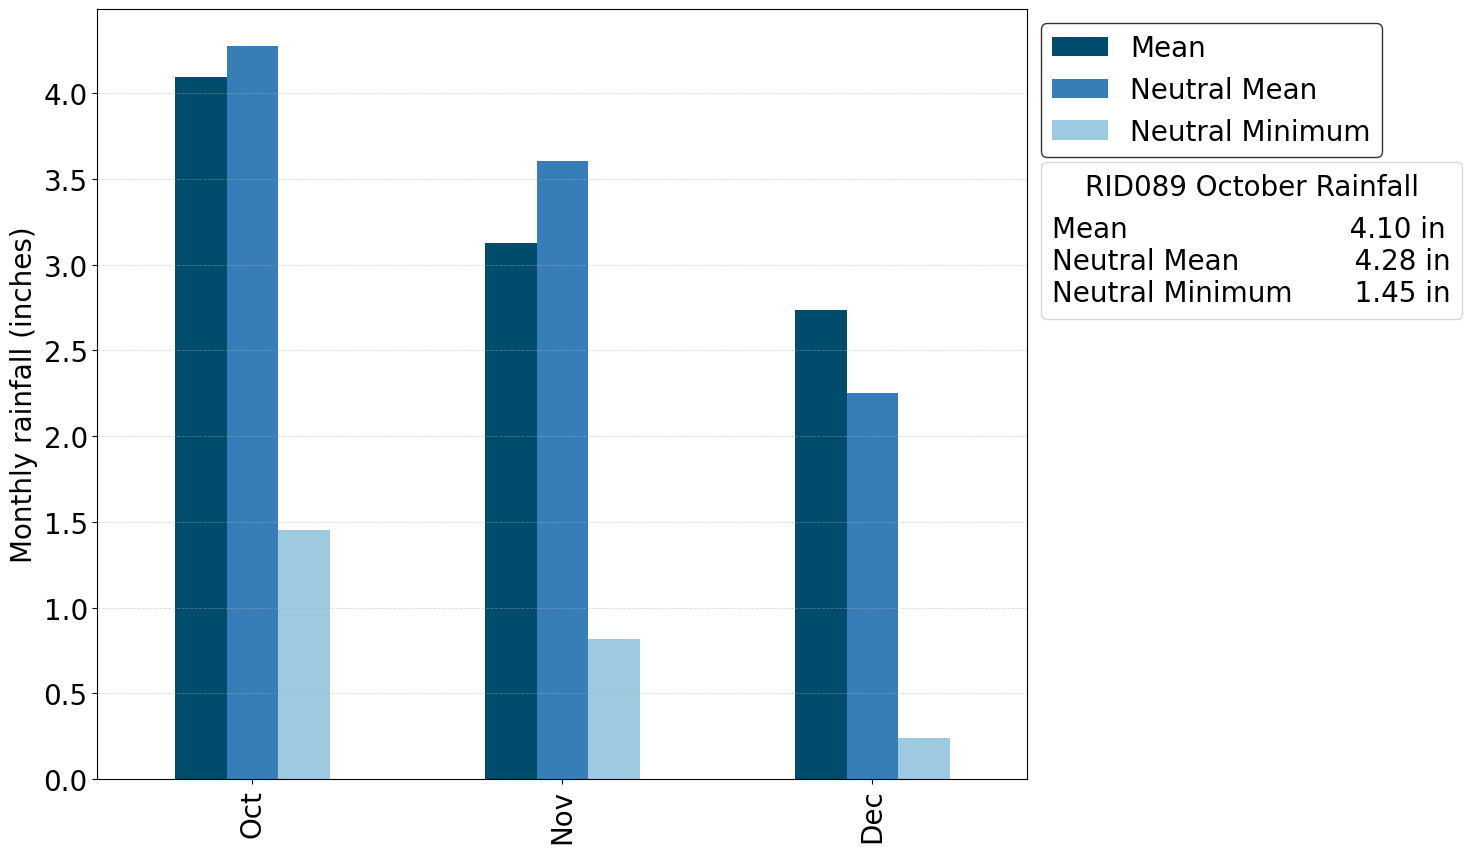 Monthly rainfall (inches)
4.0
3.5
3.0
2.5
2.0
1.5
1.0
0.5
0.0
Oct
Nov
Dec
Mean
Neutral Mean
Neutral Minimum
RID089 October Rainfall
Mean 4.10 in
Neutral Mean 4.28 in
Neutral Minimum 1.45 in